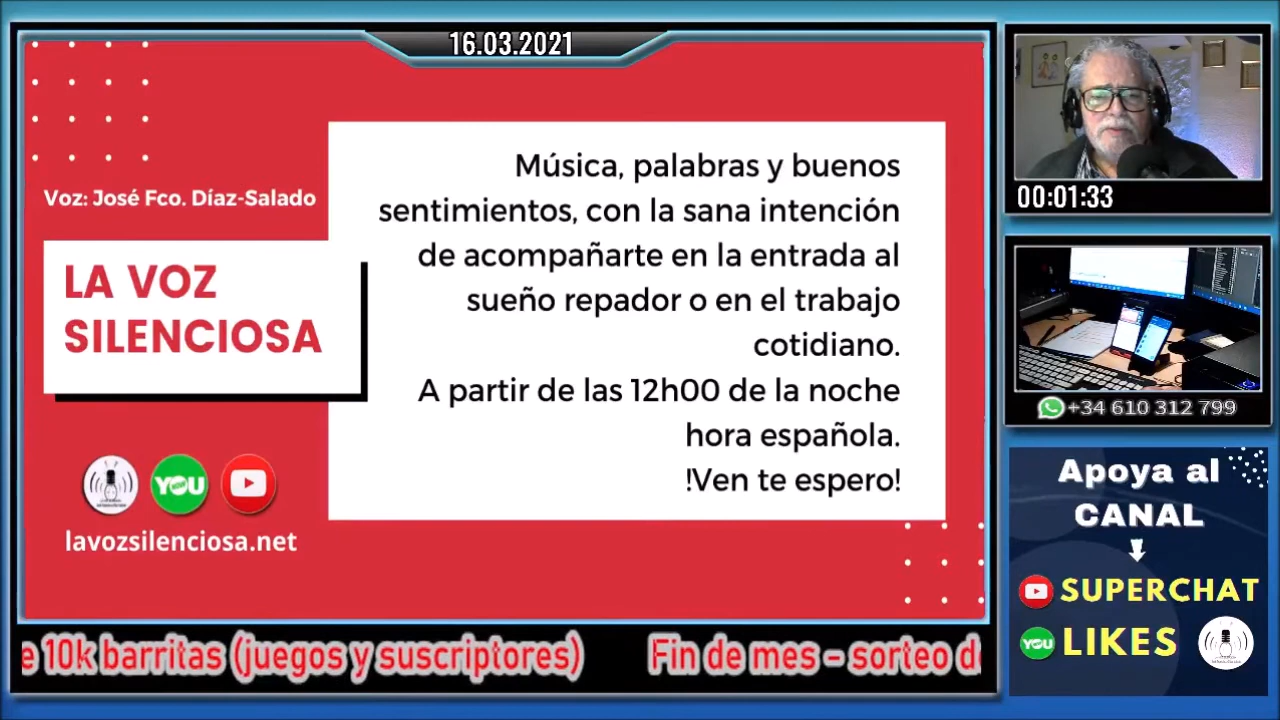 16.03.2021
Voz: José Fco. Díaz-Salado
LA VOZ
SILENCIOSA
Música, palabras y buenos
sentimientos, con la sana intención
de acompañarte en la entrada al
sueño repador o en el trabajo
cotidiano.
A partir de las 12h00 de la noche
hora española.
!Ven te espero!
YOU
lavozsilenciosa.net
e 10k barritas (juegos y suscriptores)
Fin de mes – sorteo d
00:01:33
+34 610 312 799
Apoya al
CANAL
SUPERCHAT
YOU
LIKES